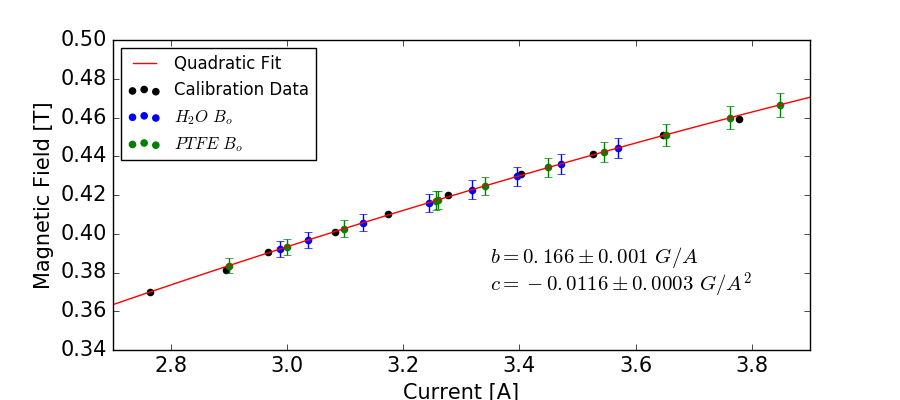 0.50
0.48
0.46
0.44
0.42
0.40
0.38
0.36
0.34
Magnetic Field [T]
Quadratic Fit
Calibration Data
H₂O Bₒ
PTFE Bₒ
b = 0.166 ± 0.001 G/A
c = −0.0116 ± 0.0003 G/A²
2.8 3.0 3.2 3.4 3.6 3.8
Current [A]